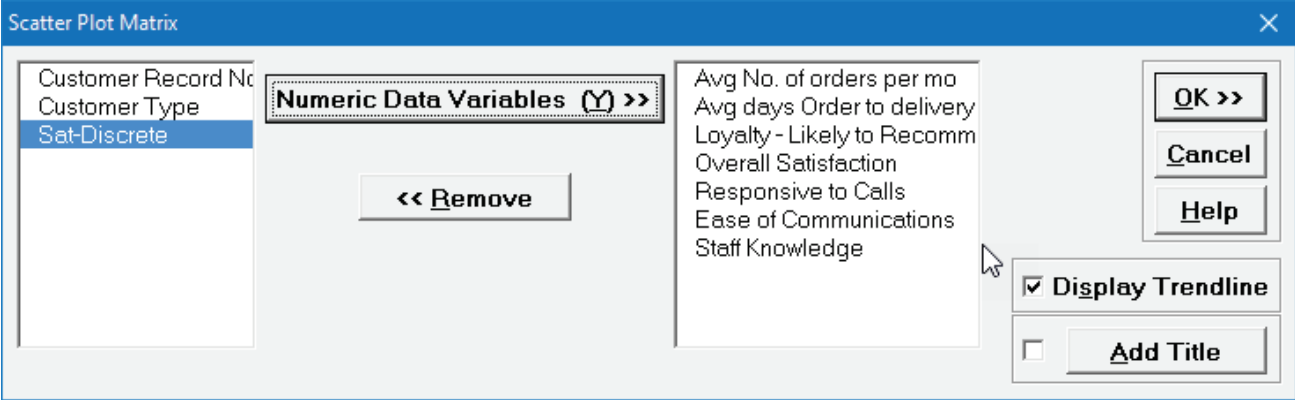 Scatter Plot Matrix
Customer Record No
Customer Type
Sat-Discrete
Numeric Data Variables (Y) >>
<< Remove
Avg No. of orders per mo
Avg days Order to delivery
Loyalty - Likely to Recomm
Overall Satisfaction
Responsive to Calls
Ease of Communications
Staff Knowledge
OK >>
Cancel
Help
Display Trendline
Add Title